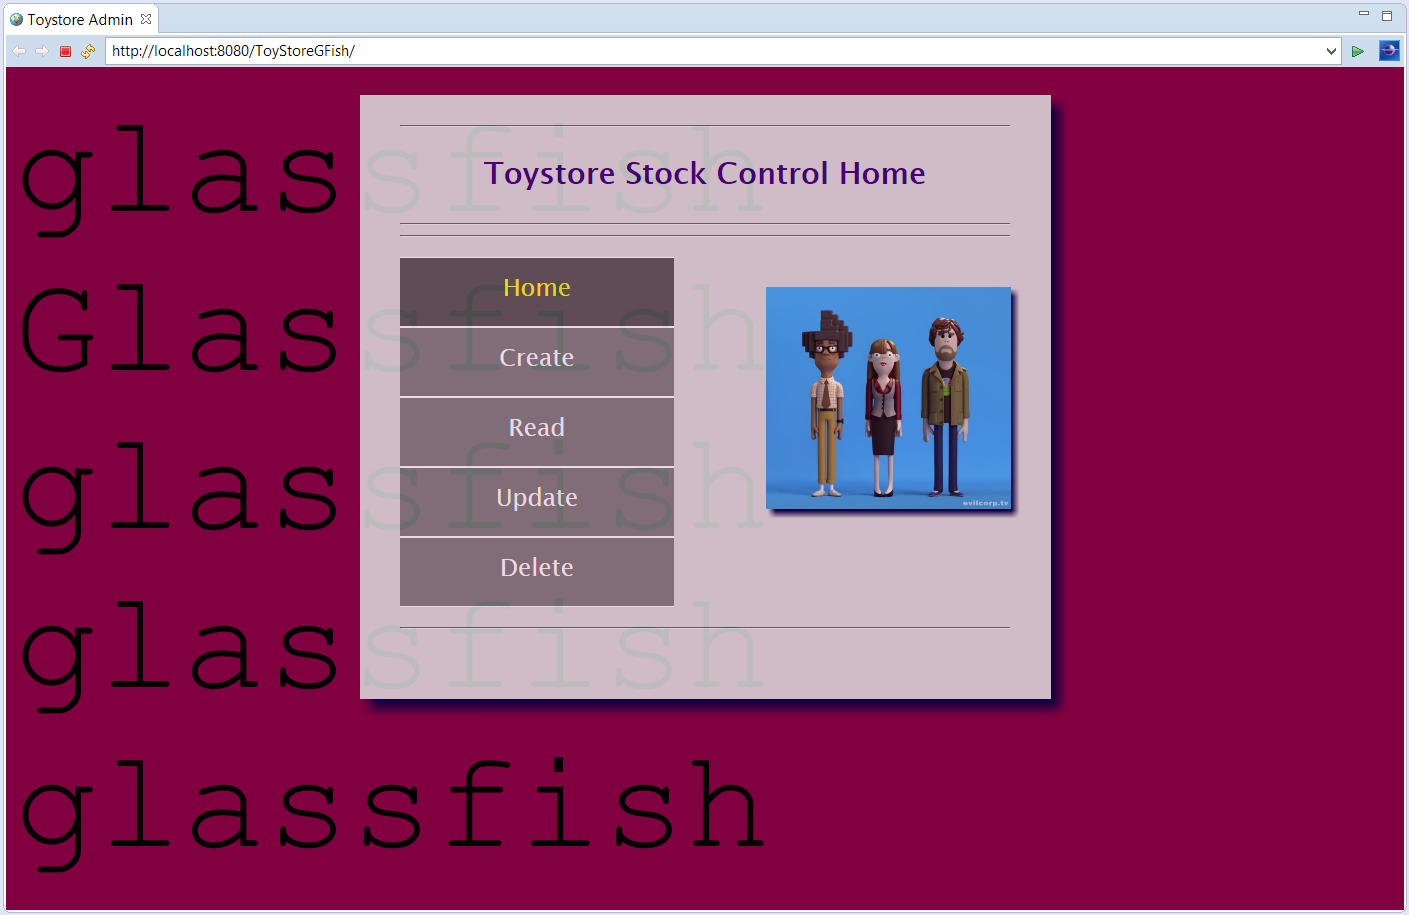 Toystore Admin
http://localhost:8080/ToyStoreGFish/
glassfish
Toystore Stock Control Home
Home
Glassfish
Create
Read
glassfish
Update
evilcorp.tv
Delete
glassfish
glassfish